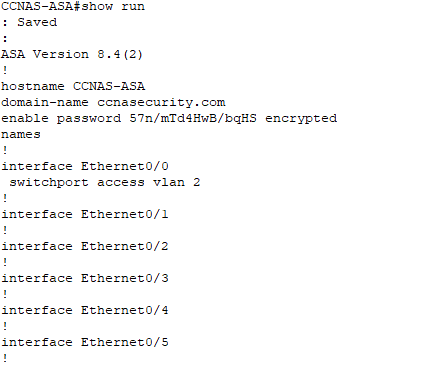 CCNAS-ASA#show run
: Saved
:
ASA Version 8.4(2)
!
hostname CCNAS-ASA
domain-name ccnasecurity.com
enable password 57n/mTd4HwB/bqHS encrypted
names
!
interface Ethernet0/0
 switchport access vlan 2
!
interface Ethernet0/1
!
interface Ethernet0/2
!
interface Ethernet0/3
!
interface Ethernet0/4
!
interface Ethernet0/5
!